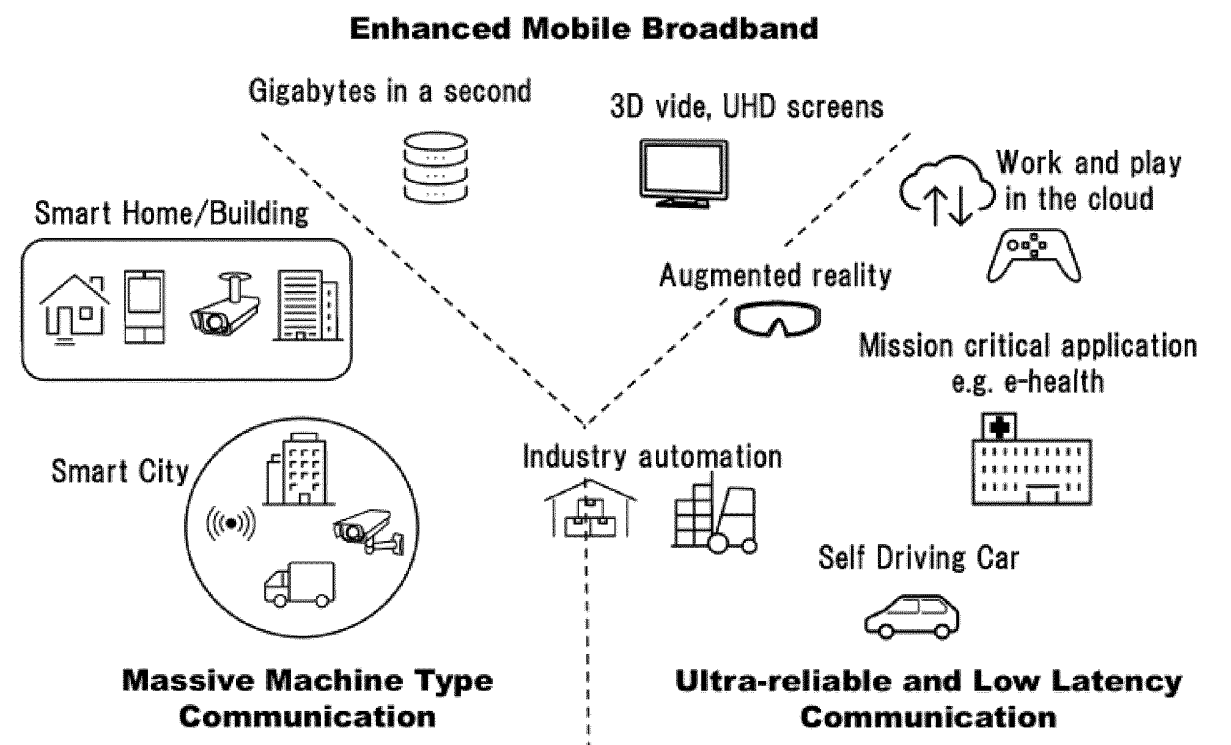 Enhanced Mobile Broadband
Gigabytes in a second
3D vide, UHD screens
Work and play
in the cloud
Smart Home/Building
Augmented reality
Mission critical application
e.g. e-health
Smart City
Industry automation
Self Driving Car
Massive Machine Type
Communication
Ultra-reliable and Low Latency
Communication